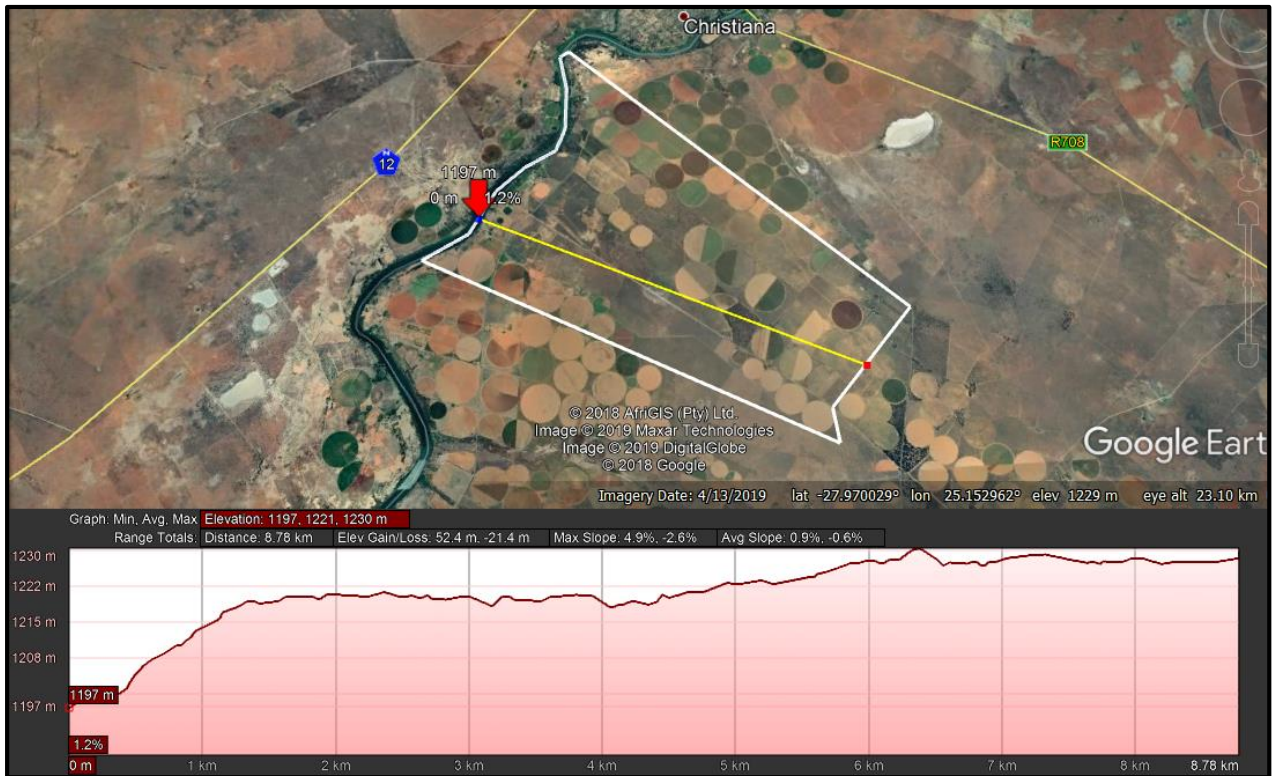 Christiana
R708
N
12
1197 m
0 m 1.2%
© 2018 AfriGIS (Pty) Ltd.
Image © 2019 Maxar Technologies
Image © 2019 DigitalGlobe
© 2018 Google
Google Eart
Imagery Date: 4/13/2019 lat -27.970029° lon 25.152962° elev 1229 m eye alt 23.10 km
Graph: Min, Avg, Max Elevation: 1197, 1221, 1230 m
Range Totals: Distance: 8.78 km Elev Gain/Loss: 52.4 m, -21.4 m Max Slope: 4.9%, -2.6% Avg Slope: 0.9%, -0.6%
1230 m
1222 m
1215 m
1208 m
1197 m
1197 m
1.2%
0 m 1 km 2 km 3 km 4 km 5 km 6 km 7 km 8 km 8.78 km